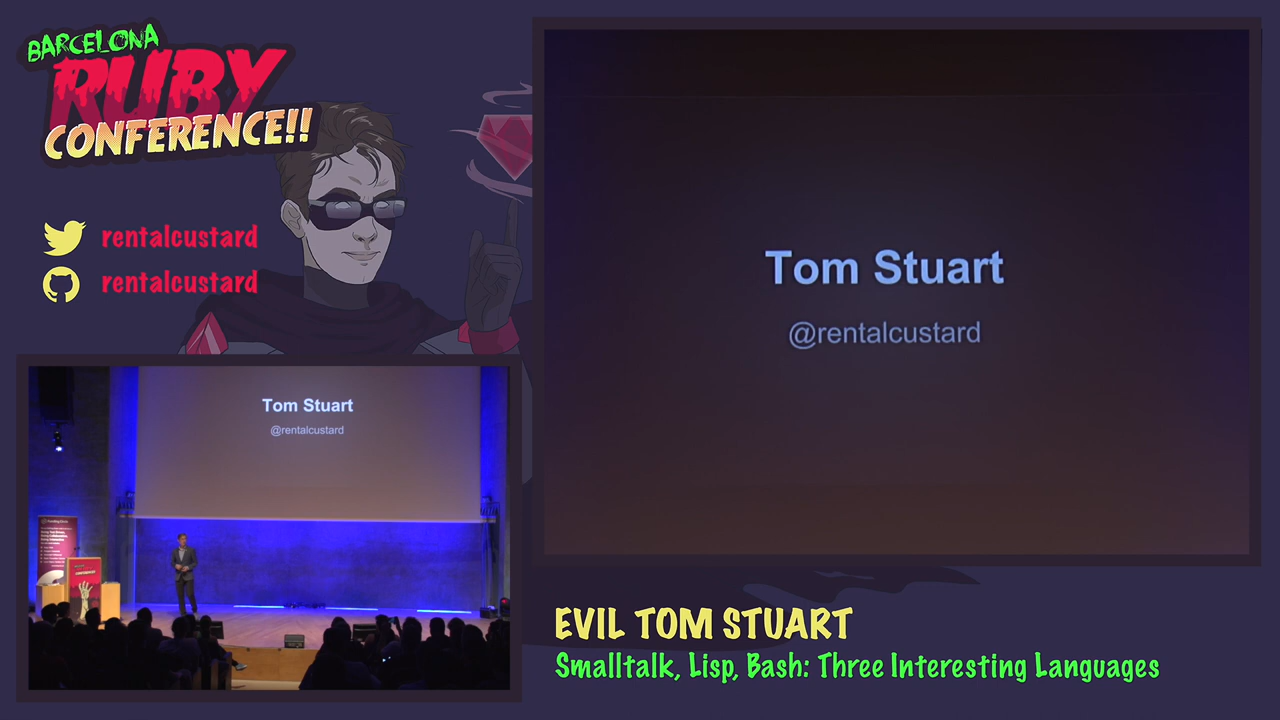 BARCELONA
RUBY
CONFERENCE!!
rentalcustard
rentalcustard
Tom Stuart
@rentalcustard
Tom Stuart
@rentalcustard
EVIL TOM STUART
Smalltalk, Lisp, Bash: Three Interesting Languages